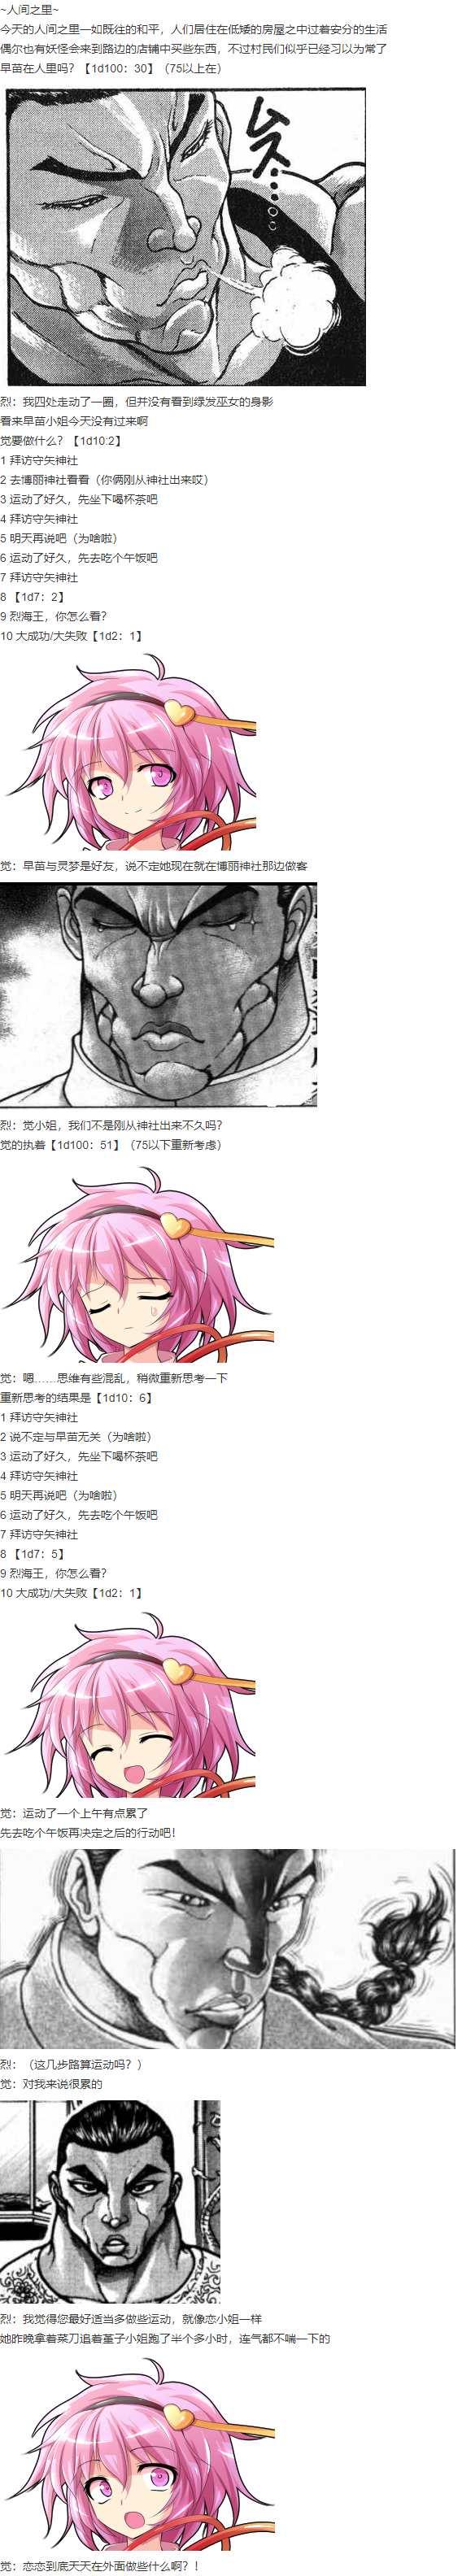 ~人间之里~
今天的人间之里一如既往的和平，人们居住在低矮的房屋之中过着安分的生活
偶尔也有妖怪会来到路边的店铺中买些东西，不过村民们似乎已经习以为常了
早苗在人里吗？【1d100：30】（75以上在）
ムス…
烈：我四处走动了一圈，但并没有看到绿发巫女的身影
看来早苗小姐今天没有过来啊
觉要做什么？【1d10:2】
1 拜访守矢神社
2 去博丽神社看看（你俩刚从神社出来哎）
3 运动了好久，先坐下喝杯茶吧
4 拜访守矢神社
5 明天再说吧（为啥啦）
6 运动了好久，先去吃个午饭吧
7 拜访守矢神社
8 【1d7：2】
9 烈海王，你怎么看?
10 大成功/大失败【1d2：1】
觉：早苗与灵梦是好友，说不定她现在就在博丽神社那边做客
烈：觉小姐，我们不是刚从神社出来不久吗?
觉的执着【1d100：51】（75以下重新考虑）
觉：嗯……思维有些混乱，稍微重新思考一下
重新思考的结果是【1d10：6】
1 拜访守矢神社
2 说不定与早苗无关（为啥啦）
3 运动了好久，先坐下喝杯茶吧
4 拜访守矢神社
5 明天再说吧（为啥啦）
6 运动了好久，先去吃个午饭吧
7 拜访守矢神社
8 【1d7：5】
9 烈海王，你怎么看?
10 大成功/大失败【1d2：1】
觉：运动了一个上午有点累了
先去吃个午饭再决定之后的行动吧!
烈：（这几步路算运动吗？）
觉：对我来说很累的
烈：我觉得您最好适当多做些运动，就像恋小姐一样
她昨晚拿着菜刀追着堇子小姐跑了半个多小时，连气都不喘一下的
觉：恋恋到底天天在外面做些什么啊？!